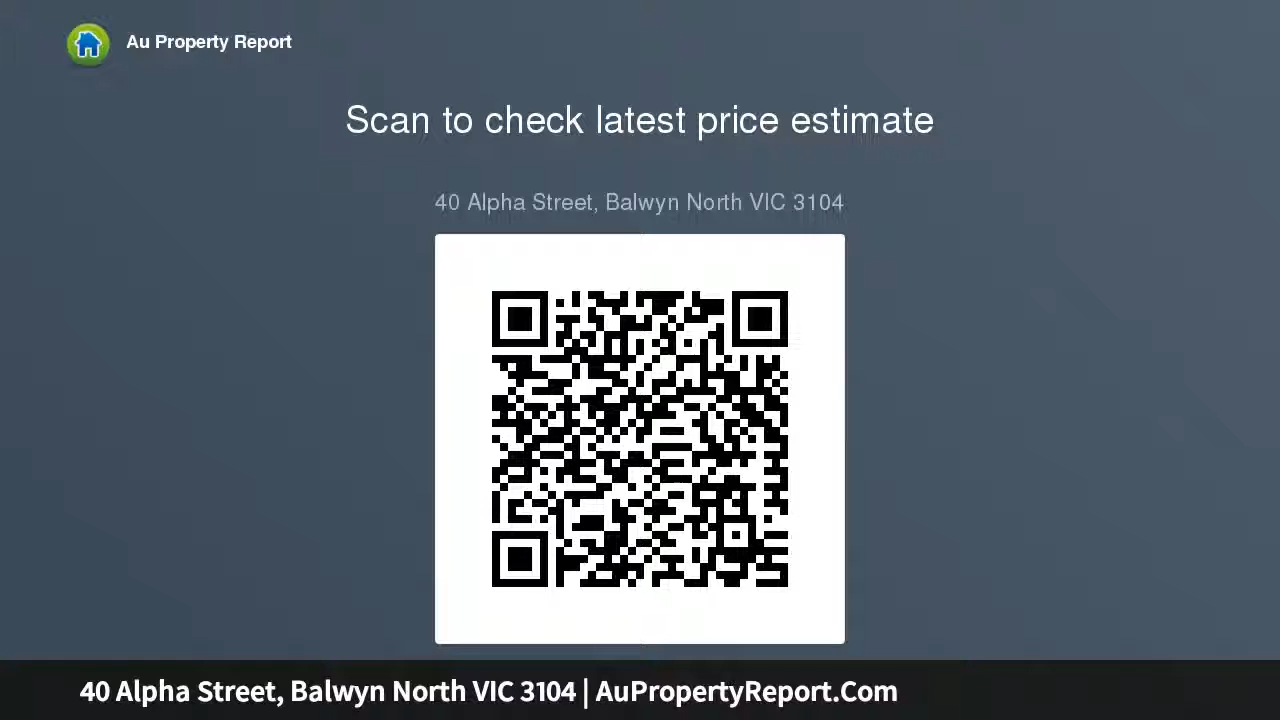 Au Property Report
Scan to check latest price estimate
40 Alpha Street, Balwyn North VIC 3104
40 Alpha Street, Balwyn North VIC 3104 | AuPropertyReport.Com